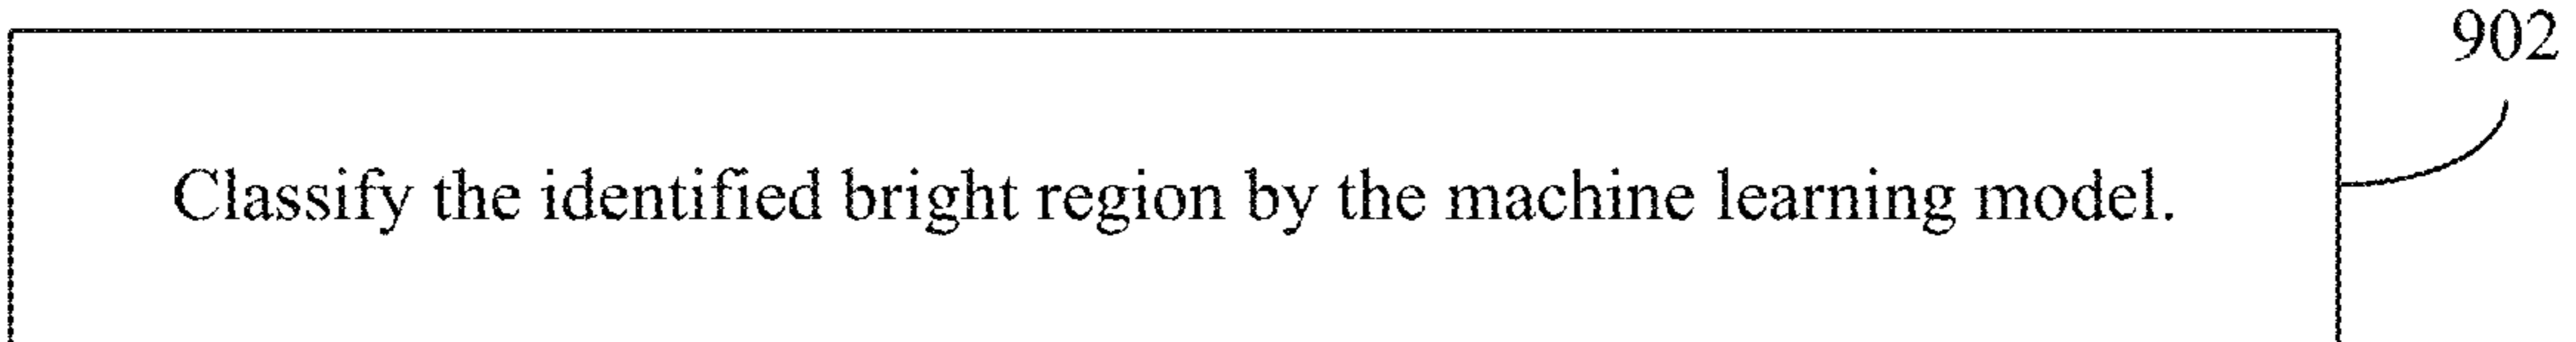 902
Classify the identified bright region by the machine learning model.